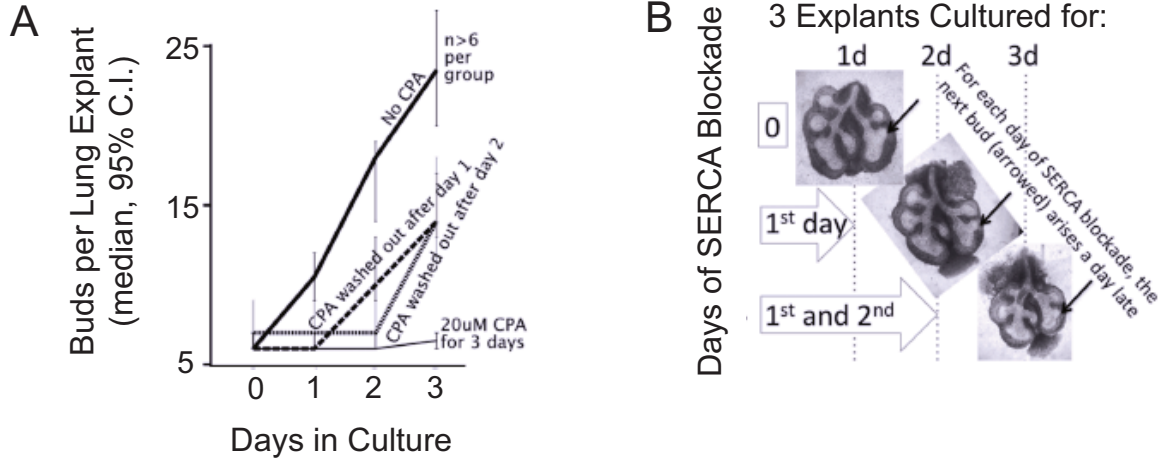 A
Buds per Lung Explant
(median, 95% C.I.)
25
15
5
n>6
per
group
No CPA
CPA washed out after day 1
CPA washed out after day 2
20uM CPA
for 3 days
0 1 2 3
Days in Culture
B
3 Explants Cultured for:
Days of SERCA Blockade
1d 2d 3d
0
1st day
1st and 2nd
For each day of SERCA blockade, the
next bud (arrowed) arises a day late